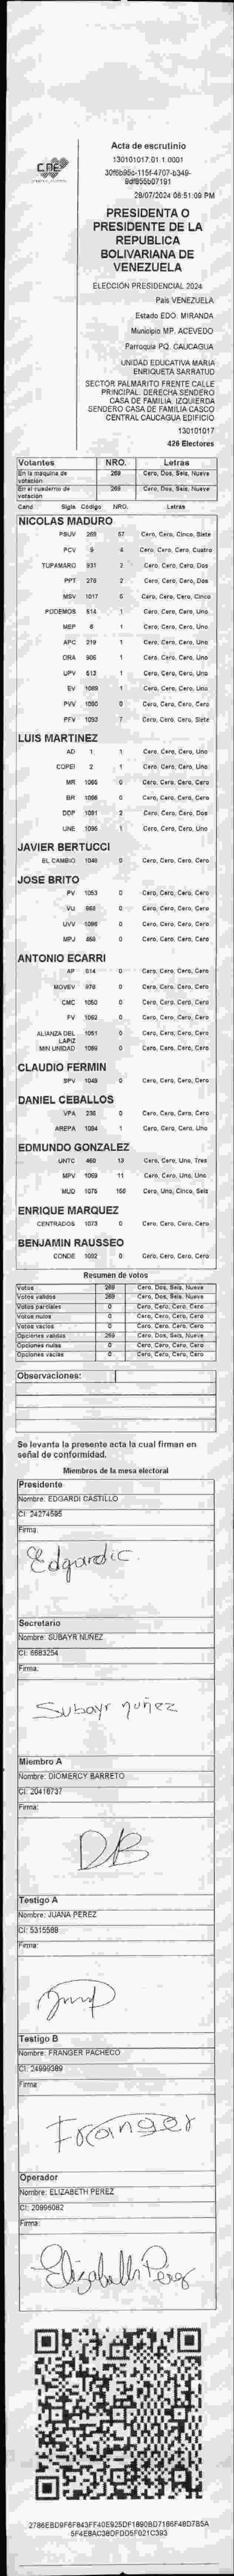 CNE
Acta de escrutinio
130101017.01.1.0001
30f6b95c-115f-4707-b349-
9df855b07191
28/07/2024 06:51:09 PM
PRESIDENTA O
PRESIDENTE DE LA
REPUBLICA
BOLIVARIANA DE
VENEZUELA
ELECCIÓN PRESIDENCIAL 2024
País VENEZUELA
Estado EDO. MIRANDA
Municipio MP. ACEVEDO
Parroquia PQ. CAUCAGUA
UNIDAD EDUCATIVA MARIA
ENRIQUETA SARRATUD
SECTOR PALMARITO FRENTE CALLE
PRINCIPAL. DERECHA SENDERO
CASA DE FAMILIA. IZQUIERDA
SENDERO CASA DE FAMILIA CASCO
CENTRAL CAUCAGUA EDIFICIO
130101017
426 Electores
Votantes NRO. Letras
En la maquina de votación 269 Cero, Dos, Seis, Nueve
En el cuaderno de votación 269 Cero, Dos, Seis, Nueve
Cand Sigla Código NRO. Letras
NICOLAS MADURO
PSUV 269 57 Cero, Cero, Cinco, Siete
PCV 9 4 Cero, Cero, Cero, Cuatro
TUPAMARO 931 2 Cero, Cero, Cero, Dos
PPT 276 2 Cero, Cero, Cero, Dos
MSV 1017 5 Cero, Cero, Cero, Cinco
PODEMOS 514 1 Cero, Cero, Cero, Uno
MEP 6 1 Cero, Cero, Cero, Uno
APC 219 1 Cero, Cero, Cero, Uno
ORA 906 1 Cero, Cero, Cero, Uno
UPV 613 1 Cero, Cero, Cero, Uno
EV 1089 1 Cero, Cero, Cero, Uno
PVV 1090 0 Cero, Cero, Cero, Cero
PFV 1093 7 Cero, Cero, Cero, Siete
LUIS MARTINEZ
AD 1 1 Cero, Cero, Cero, Uno
COPEI 2 1 Cero, Cero, Cero, Uno
MR 1065 0 Cero, Cero, Cero, Cero
BR 1066 0 Cero, Cero, Cero, Cero
DDP 1091 2 Cero, Cero, Cero, Dos
UNE 1095 1 Cero, Cero, Cero, Uno
JAVIER BERTUCCI
EL CAMBIO 1048 0 Cero, Cero, Cero, Cero
JOSE BRITO
PV 1053 0 Cero, Cero, Cero, Cero
VU 968 0 Cero, Cero, Cero, Cero
UVV 1096 0 Cero, Cero, Cero, Cero
MPJ 468 0 Cero, Cero, Cero, Cero
ANTONIO ECARRI
AP 614 0 Cero, Cero, Cero, Cero
MOVEV 978 0 Cero, Cero, Cero, Cero
CMC 1050 0 Cero, Cero, Cero, Cero
FV 1062 0 Cero, Cero, Cero, Cero
ALIANZA DEL LAPIZ 1051 0 Cero, Cero, Cero, Cero
MIN UNIDAD 1089 0 Cero, Cero, Cero, Cero
CLAUDIO FERMIN
SPV 1049 0 Cero, Cero, Cero, Cero
DANIEL CEBALLOS
VPA 236 0 Cero, Cero, Cero, Cero
AREPA 1094 1 Cero, Cero, Cero, Uno
EDMUNDO GONZALEZ
UNTC 460 13 Cero, Cero, Uno, Tres
MPV 1069 11 Cero, Cero, Uno, Uno
MUD 1075 156 Cero, Uno, Cinco, Seis
ENRIQUE MARQUEZ
CENTRADOS 1073 0 Cero, Cero, Cero, Cero
BENJAMIN RAUSSEO
CONDE 1092 0 Cero, Cero, Cero, Cero
Resumen de votos
Votos 269 Cero, Dos, Seis, Nueve
Votos validos 269 Cero, Dos, Seis, Nueve
Votos parciales 0 Cero, Cero, Cero, Cero
Votos nulos 0 Cero, Cero, Cero, Cero
Votos vacios 0 Cero, Cero, Cero, Cero
Opciones validas 269 Cero, Dos, Seis, Nueve
Opciones nulas 0 Cero, Cero, Cero, Cero
Opciones vacias 0 Cero, Cero, Cero, Cero
Observaciones:
Se levanta la presente acta la cual firman en
señal de conformidad.
Miembros de la mesa electoral
Presidente
Nombre: EDGARDI CASTILLO
CI: 24274595
Firma:
Edgardi C
Secretario
Nombre: SUBAYR NUÑEZ
CI: 6683254
Firma:
Subayr nuñez
Miembro A
Nombre: DIOMERCY BARRETO
CI: 20416737
Firma:
DB
Testigo A
Nombre: JUANA PEREZ
CI: 5315568
Firma:
Testigo B
Nombre: FRANGER PACHECO
CI: 24999389
Firma:
Franger
Operador
Nombre: ELIZABETH PEREZ
CI: 20996082
Firma:
Elizabeth Pérez
2786EBD9F6F843FF40E925DF1890BD7186F48D7B5A
5F4E8AC38DFDD5F021C393